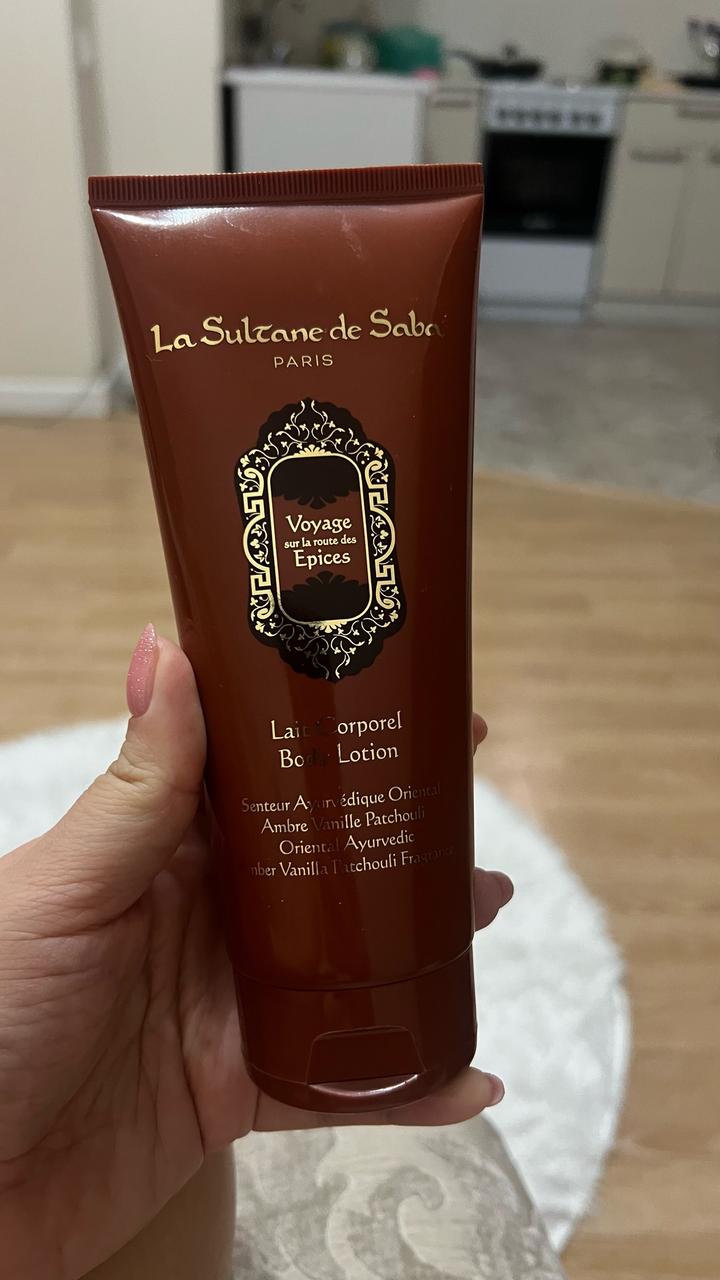 La Sultane de Saba
PARIS
Voyage
sur la route des
Epices
Lait Corporel
Body Lotion
Senteur Ayurvédique Oriental
Ambre Vanille Patchouli
Oriental Ayurvedic
mber Vanilla Patchouli Fragrance